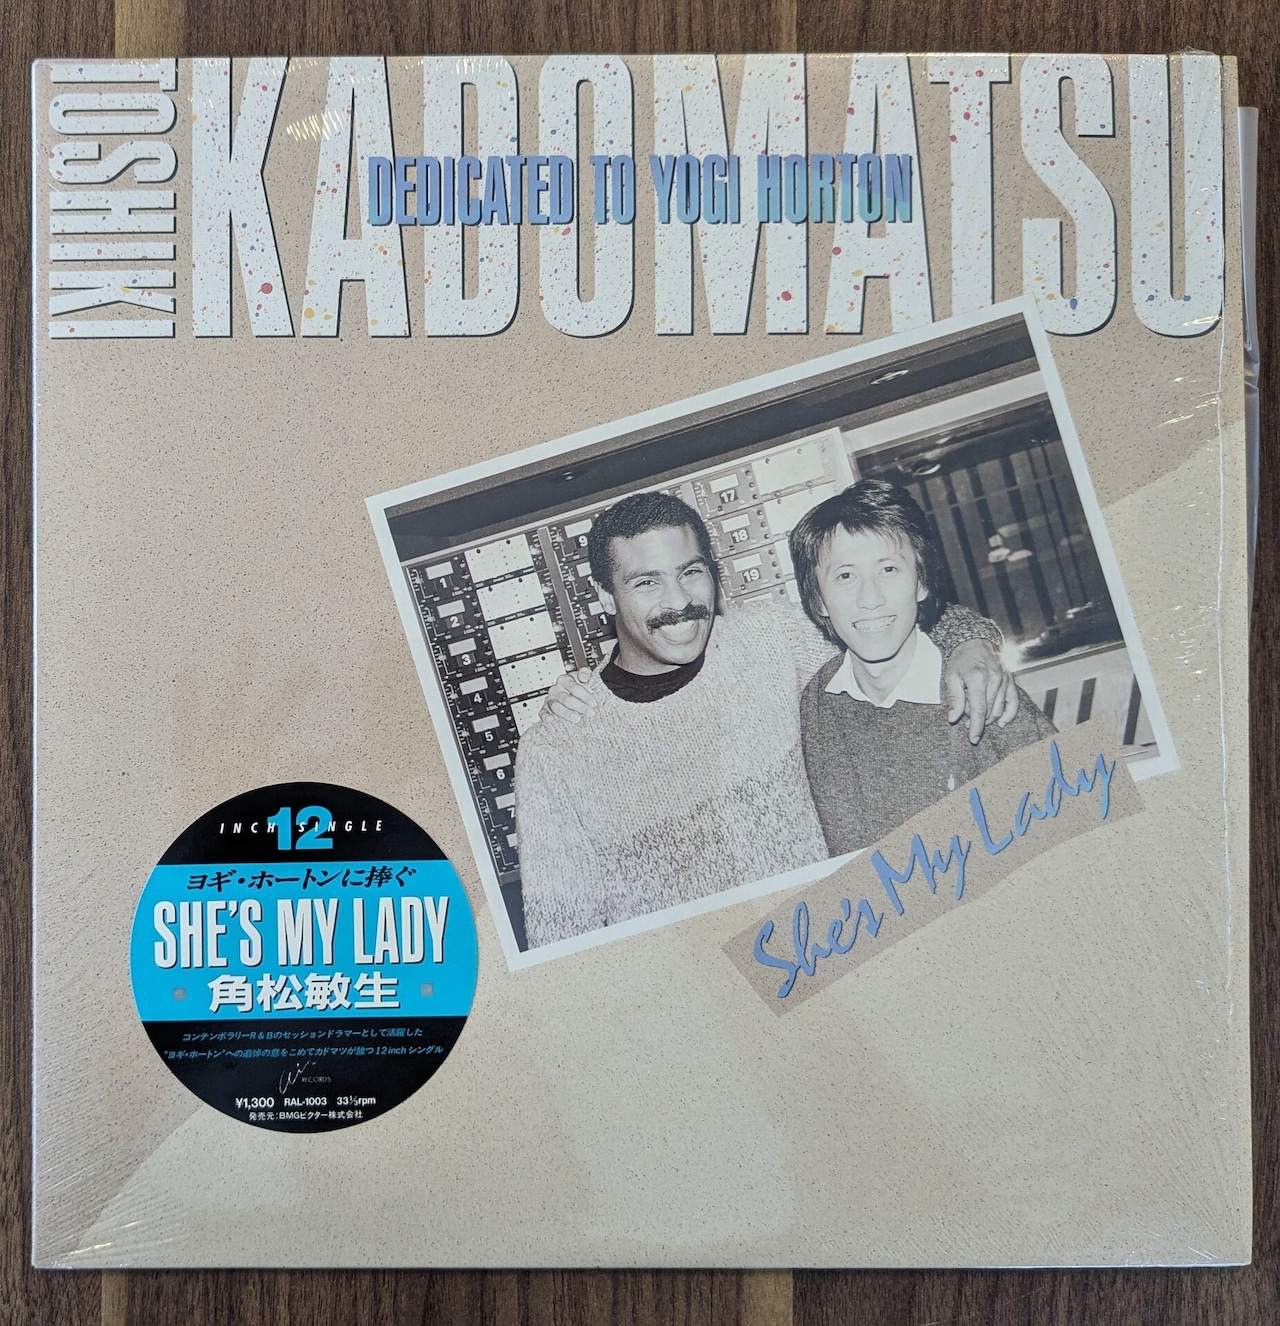 TOSHIKI
KADOMATSU
DEDICATED TO YOGI HORTON
1
2
3
4
5
6
7
9
1
17
18
19
She's My Lady
12
INCH SINGLE
ヨギ・ホートンに捧ぐ
SHE'S MY LADY
角松敏生
コンテンポラリーR&Bのセッションドラマーとして活躍した
"ヨギ・ホートン"への追悼の意をこめてカドマツが放つ12inchシングル
air RECORDS
¥1,300 RAL-1003 33⅓rpm
発売元:BMGビクター株式会社